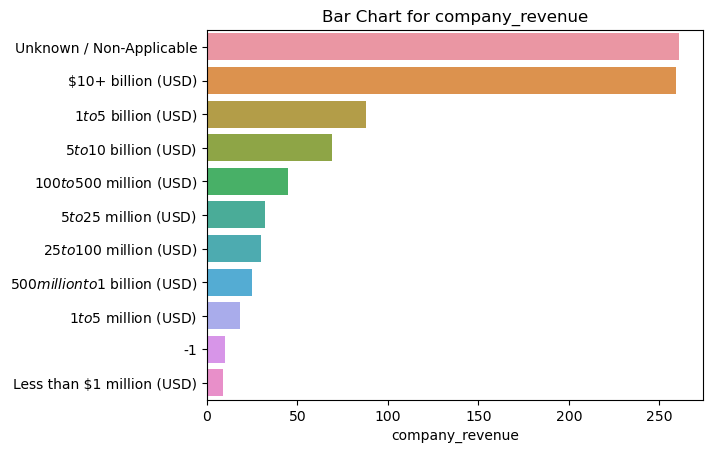 Bar Chart for company_revenue
Unknown / Non-Applicable
$10+ billion (USD)
1to5 billion (USD)
5to10 billion (USD)
100to500 million (USD)
5to25 million (USD)
25to100 million (USD)
500millionto1 billion (USD)
1to5 million (USD)
-1
Less than $1 million (USD)
0 50 100 150 200 250
company_revenue